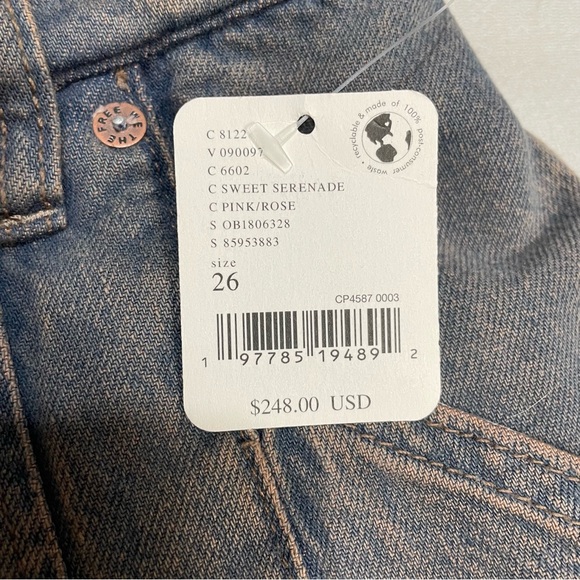 WE THE FREE
recyclable & made of 100% post-consumer waste •
C 8122
V 090097
C 6602
C SWEET SERENADE
C PINK/ROSE
S OB1806328
S 85953883
size
26
CP4587 0003
1 97785 19489 2
$248.00 USD